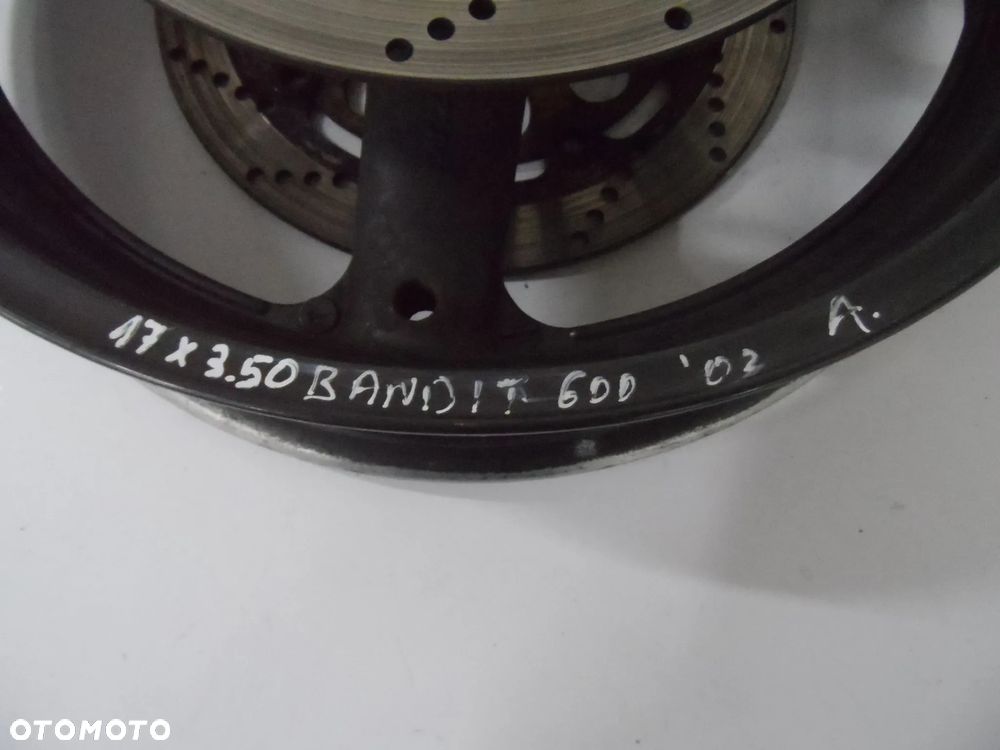 17 x 3.50 BANDIT 600 '02 A.
OTOMOTO